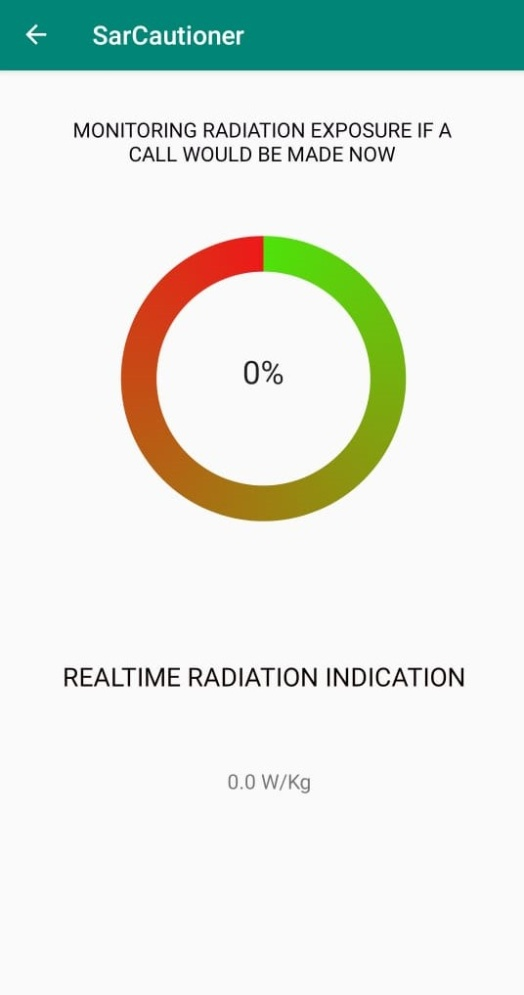 SarCautioner
MONITORING RADIATION EXPOSURE IF A
CALL WOULD BE MADE NOW
0%
REALTIME RADIATION INDICATION
0.0 W/Kg